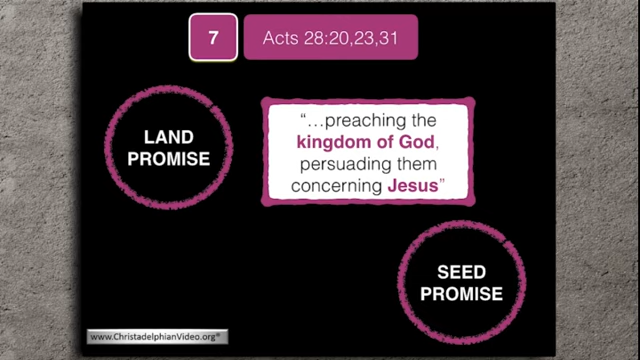 7
Acts 28:20,23,31
LAND
PROMISE
“…preaching the
kingdom of God,
persuading them
concerning Jesus”
SEED
PROMISE
www.ChristadelphianVideo.org®